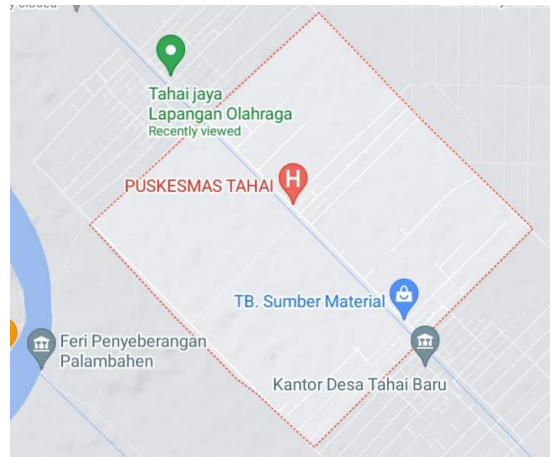 Tahai jaya
Lapangan Olahraga
Recently viewed
PUSKESMAS TAHAI
H
TB. Sumber Material
Feri Penyeberangan
Palambahen
Kantor Desa Tahai Baru